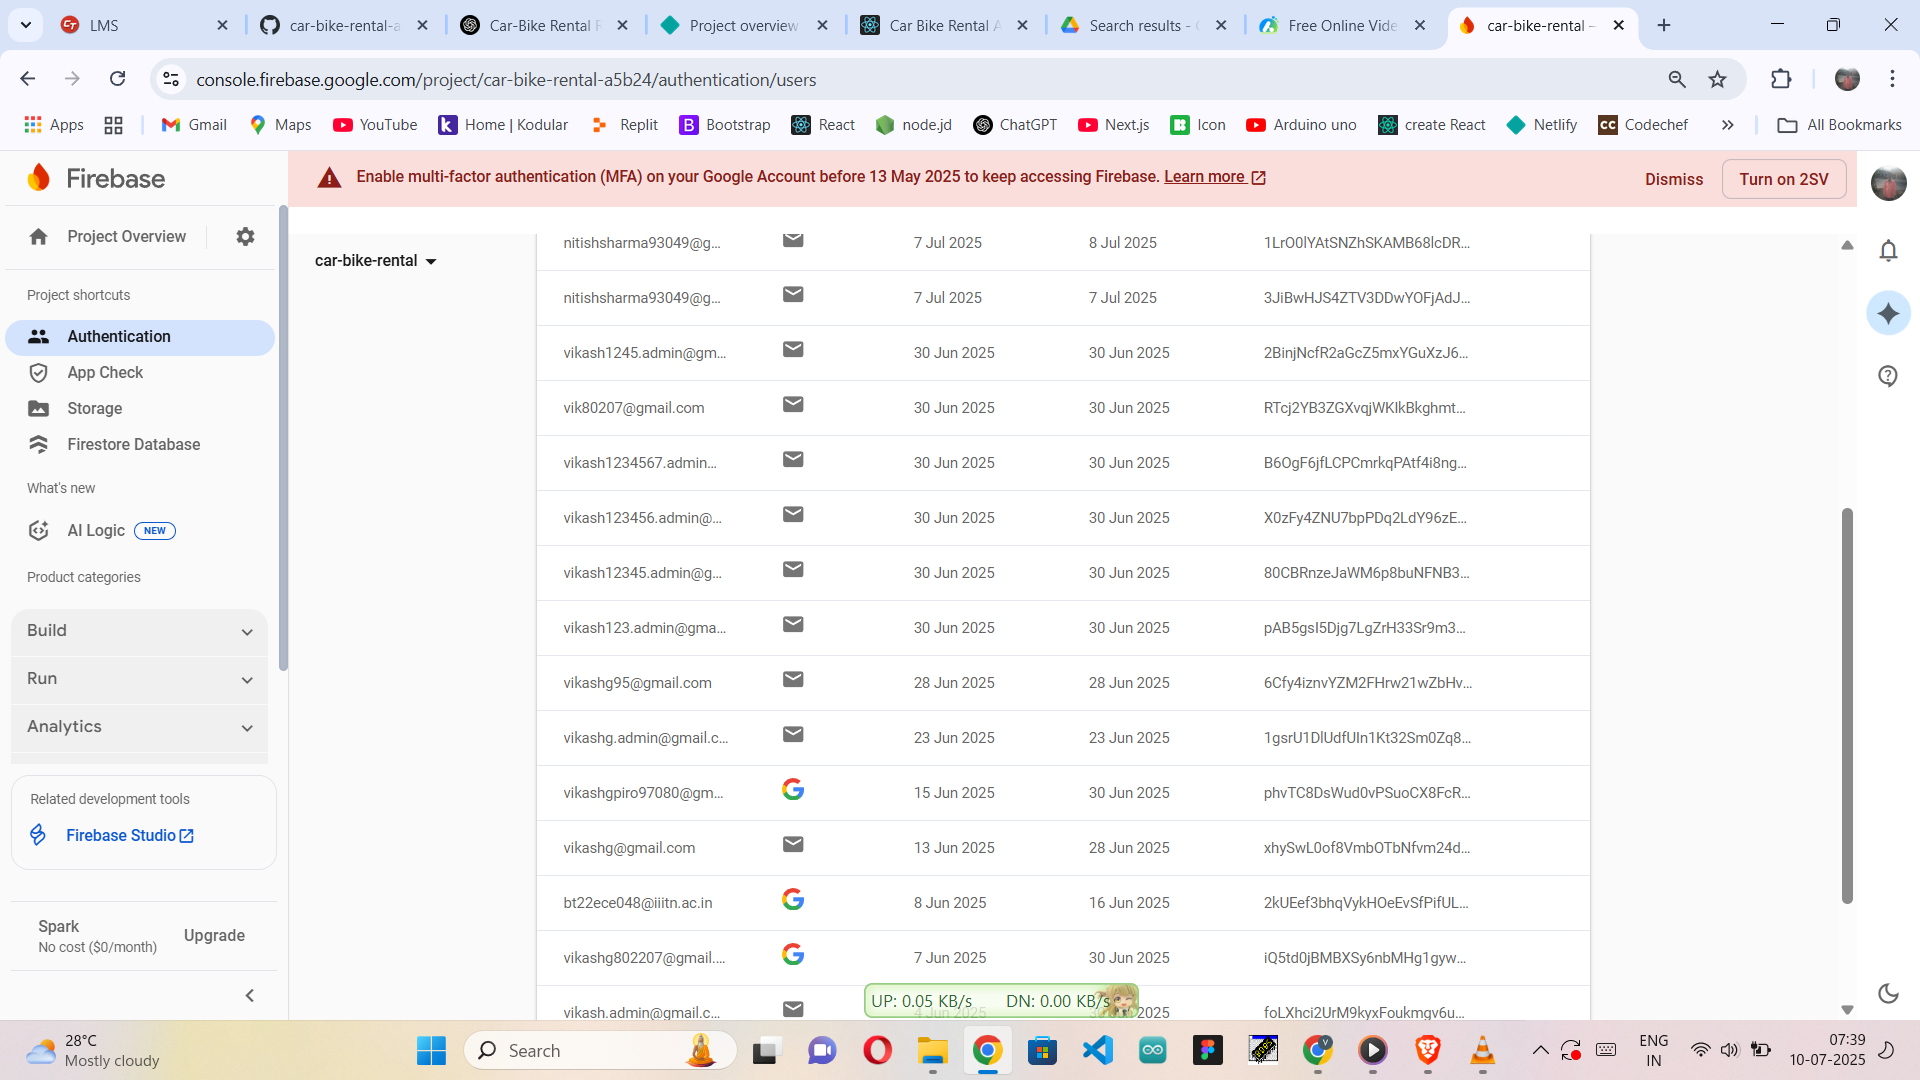 LMS
car-bike-rental-a
Car-Bike Rental F
Project overview
Car Bike Rental A
Search results - G
Free Online Vide
car-bike-rental –
console.firebase.google.com/project/car-bike-rental-a5b24/authentication/users
Apps
Gmail
Maps
YouTube
Home | Kodular
Replit
Bootstrap
React
node.jd
ChatGPT
Next.js
Icon
Arduino uno
create React
Netlify
Codechef
All Bookmarks
Firebase
Enable multi-factor authentication (MFA) on your Google Account before 13 May 2025 to keep accessing Firebase. Learn more
Dismiss
Turn on 2SV
Project Overview
Project shortcuts
Authentication
App Check
Storage
Firestore Database
What's new
AI Logic NEW
Product categories
Build
Run
Analytics
Related development tools
Firebase Studio
Spark
No cost ($0/month)
Upgrade
car-bike-rental
nitishsharma93049@g... 7 Jul 2025 8 Jul 2025 1LrO0lYAtSNZhSKAMB68lcDR...
nitishsharma93049@g... 7 Jul 2025 7 Jul 2025 3JiBwHJS4ZTV3DDwYOFjAdJ...
vikash1245.admin@gm... 30 Jun 2025 30 Jun 2025 2BinjNcfR2aGcZ5mxYGuXzJ6...
vik80207@gmail.com 30 Jun 2025 30 Jun 2025 RTcj2YB3ZGXvqjWKIkBkghmt...
vikash1234567.admin... 30 Jun 2025 30 Jun 2025 B6OgF6jfLCPCmrkqPAtf4i8ng...
vikash123456.admin@... 30 Jun 2025 30 Jun 2025 X0zFy4ZNU7bpPDq2LdY96zE...
vikash12345.admin@g... 30 Jun 2025 30 Jun 2025 80CBRnzeJaWM6p8buNFNB3...
vikash123.admin@gma... 30 Jun 2025 30 Jun 2025 pAB5gsI5Djg7LgZrH33Sr9m3...
vikashg95@gmail.com 28 Jun 2025 28 Jun 2025 6Cfy4iznvYZM2FHrw21wZbHv...
vikashg.admin@gmail.c... 23 Jun 2025 23 Jun 2025 1gsrU1DlUdfUIn1Kt32Sm0Zq8...
vikashgpiro97080@gm... 15 Jun 2025 30 Jun 2025 phvTC8DsWud0vPSuoCX8FcR...
vikashg@gmail.com 13 Jun 2025 28 Jun 2025 xhySwL0of8VmbOTbNfvm24d...
bt22ece048@iiitn.ac.in 8 Jun 2025 16 Jun 2025 2kUEef3bhqVykHOeEvSfPifUL...
vikashg802207@gmail.... 7 Jun 2025 30 Jun 2025 iQ5td0jBMBXSy6nbMHg1gyw...
vikash.admin@gmail.c... 4 Jun 2025 2025 foLXhci2UrM9kyxFoukmgv6u...
UP: 0.05 KB/s DN: 0.00 KB/s
28°C
Mostly cloudy
Search
ENG
IN
07:39
10-07-2025